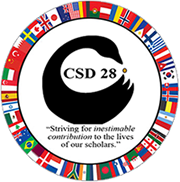 CSD 28
“Striving for inestimable
contribution to the lives
of our scholars.”